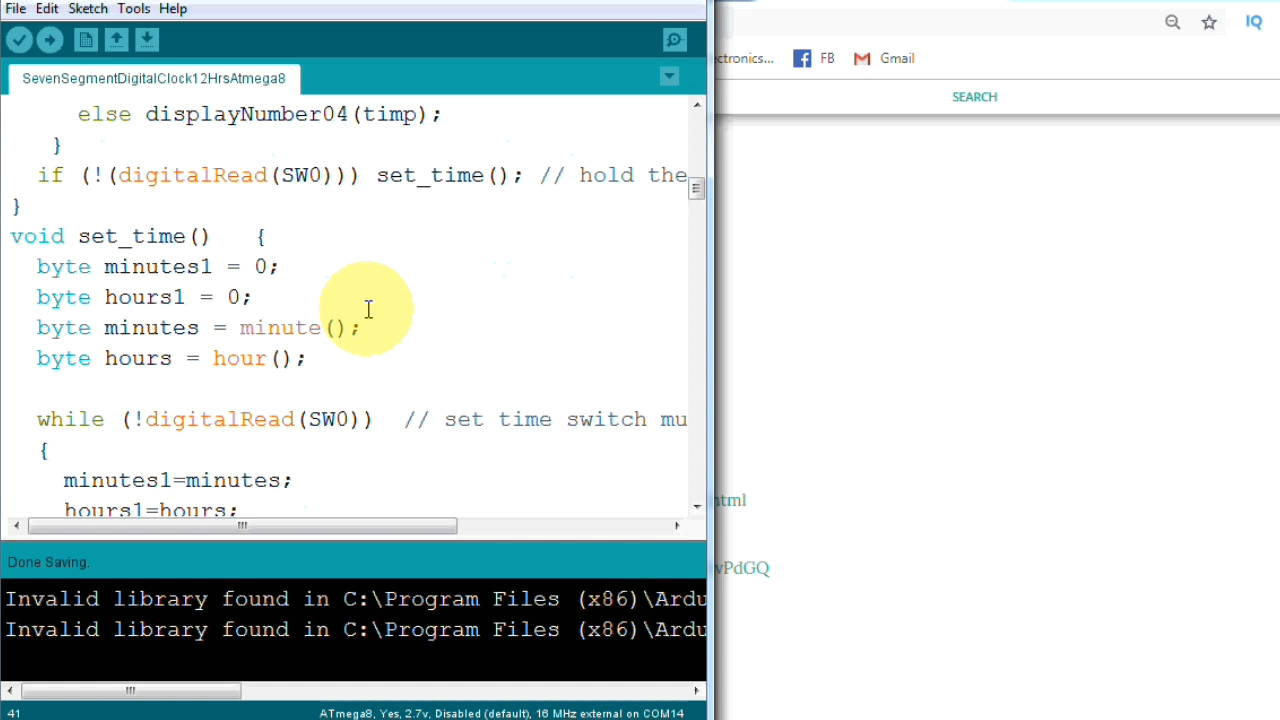 File Edit Sketch Tools Help
SevenSegmentDigitalClock12HrsAtmega8
else displayNumber04(timp);
}
if (!(digitalRead(SW0))) set_time(); // hold the
}
void set_time() {
byte minutes1 = 0;
byte hours1 = 0;
byte minutes = minute();
byte hours = hour();
while (!digitalRead(SW0)) // set time switch mu
{
minutes1=minutes;
hours1=hours;
Done Saving.
Invalid library found in C:\Program Files (x86)\Ardu
Invalid library found in C:\Program Files (x86)\Ardu
41
ATmega8, Yes, 2.7v, Disabled (default), 16 MHz external on COM14
IQ
ctronics... FB Gmail
SEARCH
html
vPdGQ